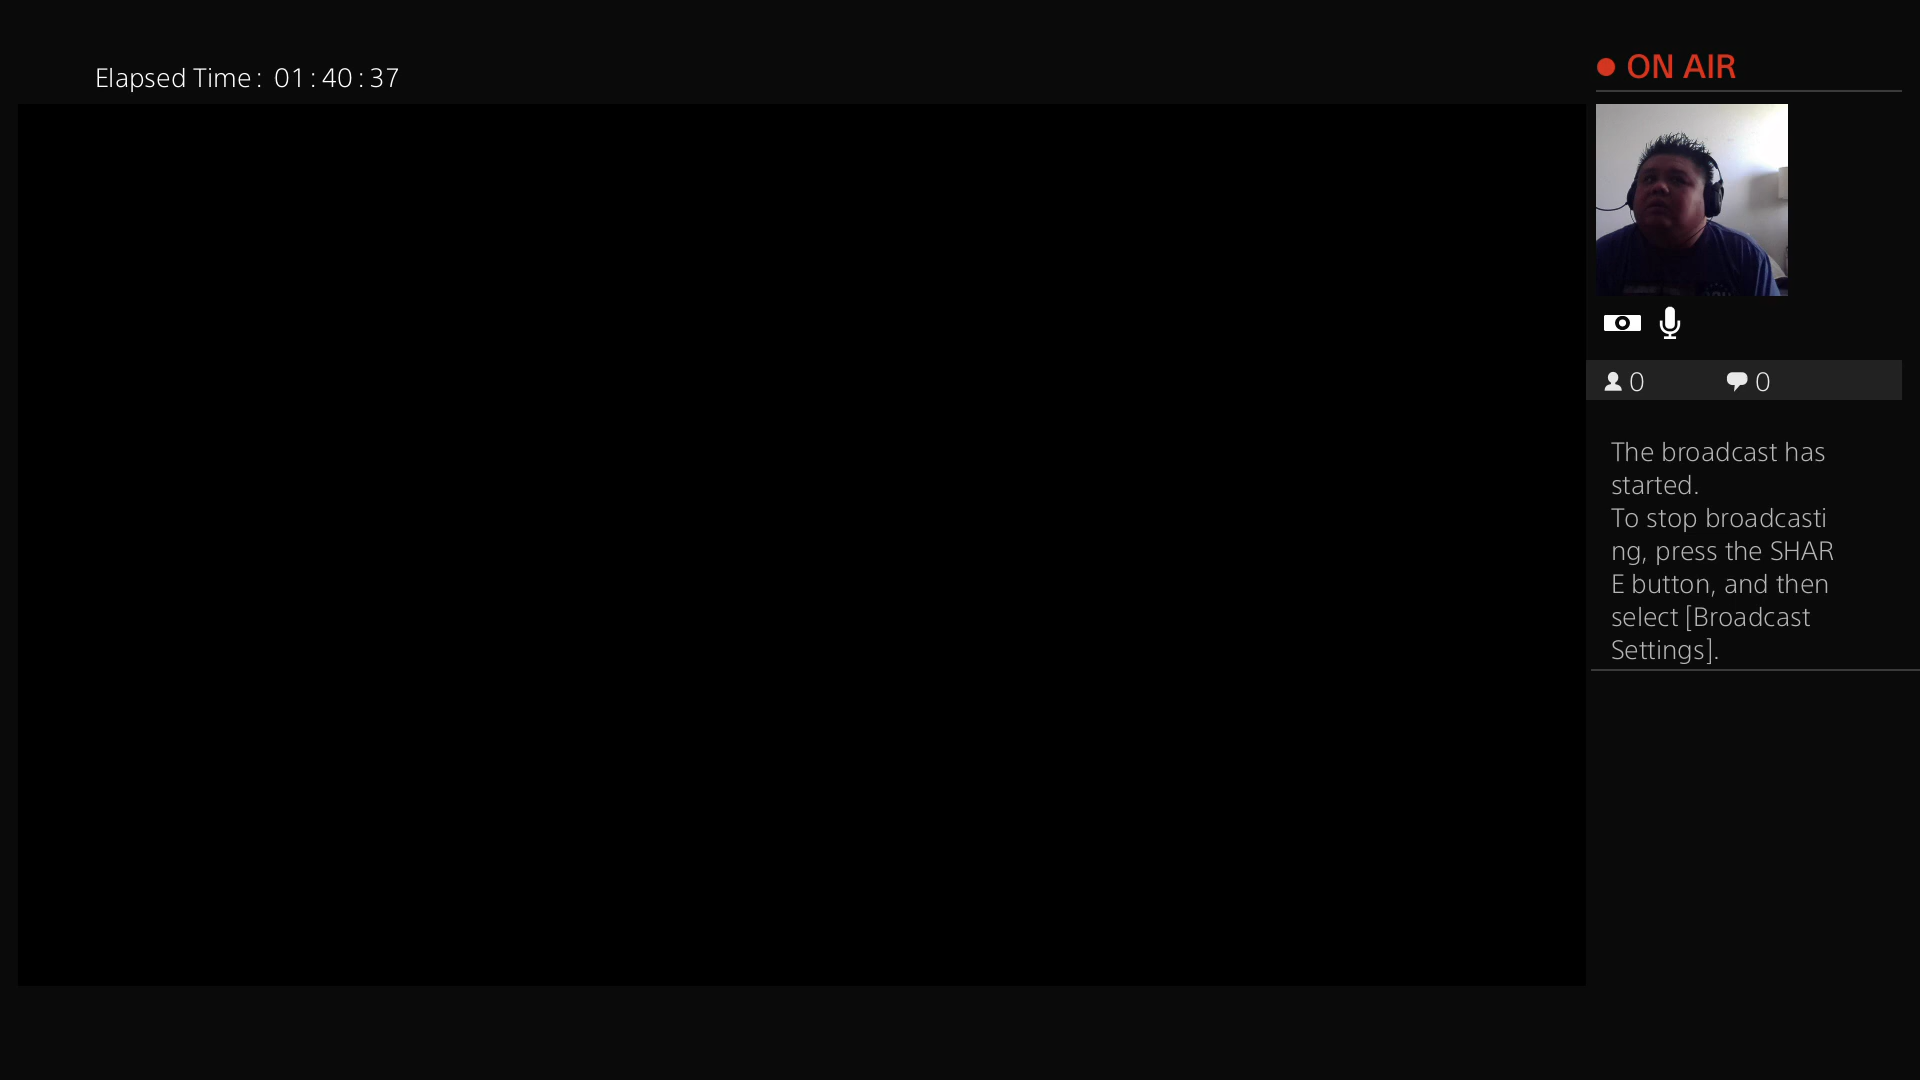 Elapsed Time: 01:40:37
ON AIR
0 0
The broadcast has
started.
To stop broadcasti
ng, press the SHAR
E button, and then
select [Broadcast
Settings].